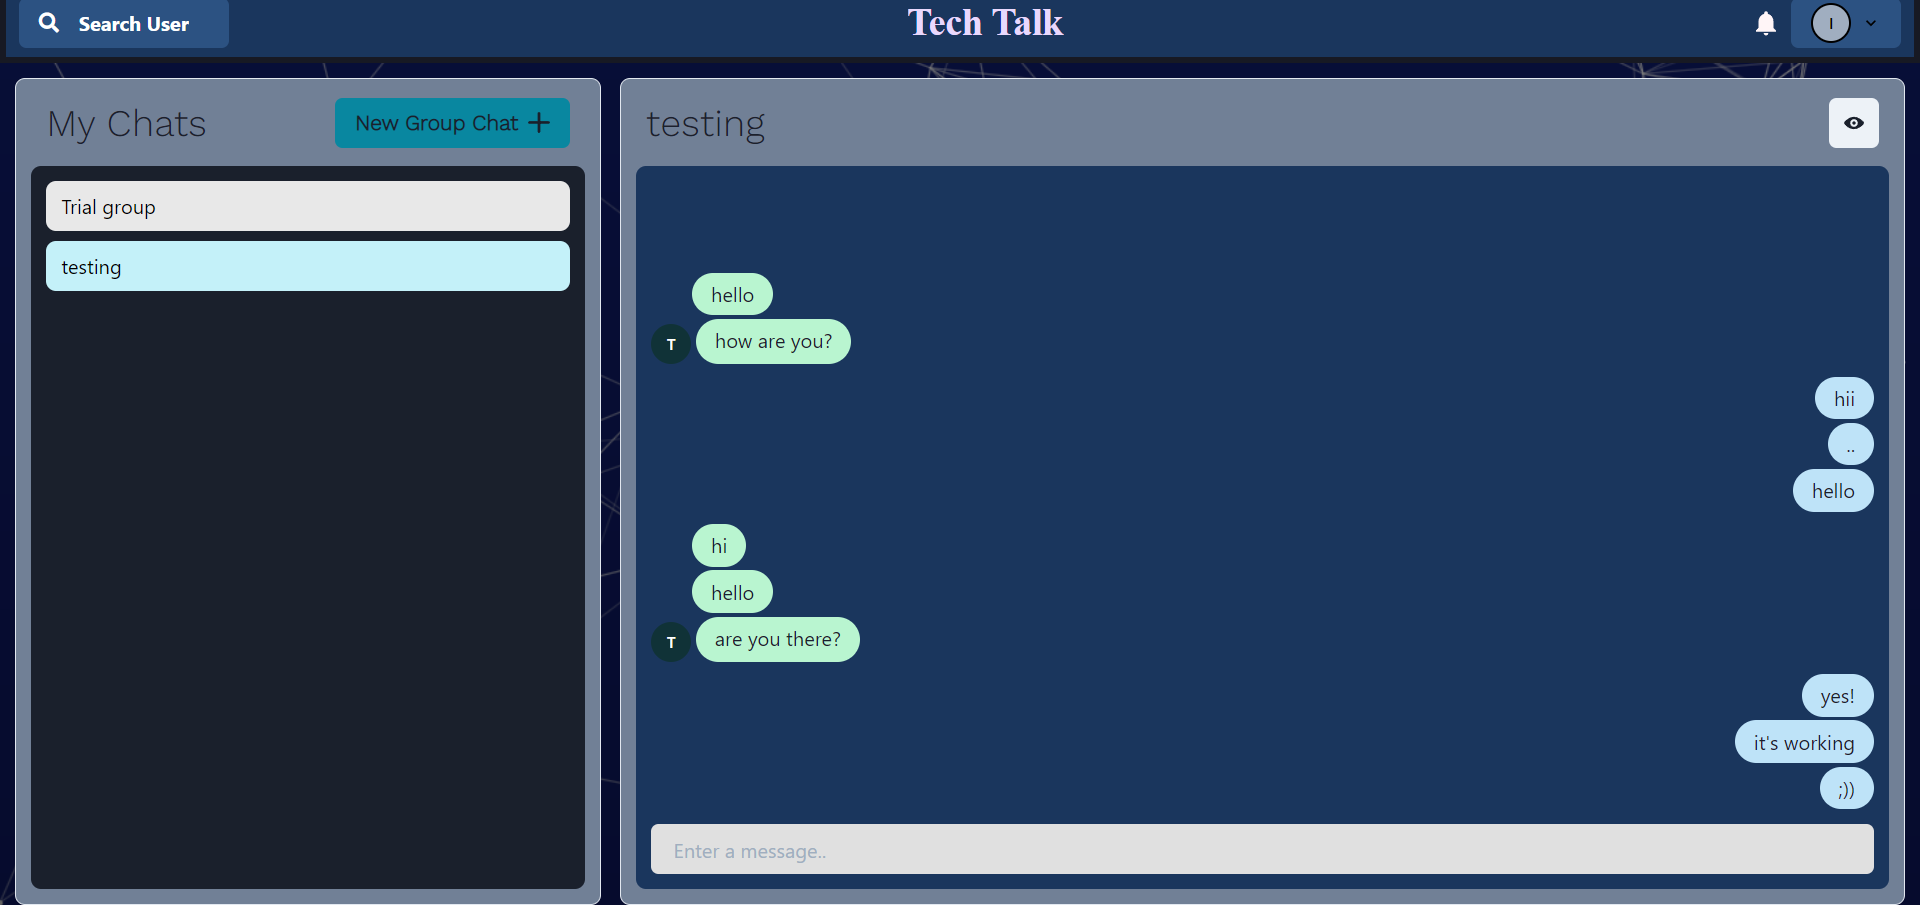 Search User
Tech Talk
I
My Chats
New Group Chat
Trial group
testing
testing
hello
T
how are you?
hii
..
hello
hi
hello
T
are you there?
yes!
it's working
;))
Enter a message..